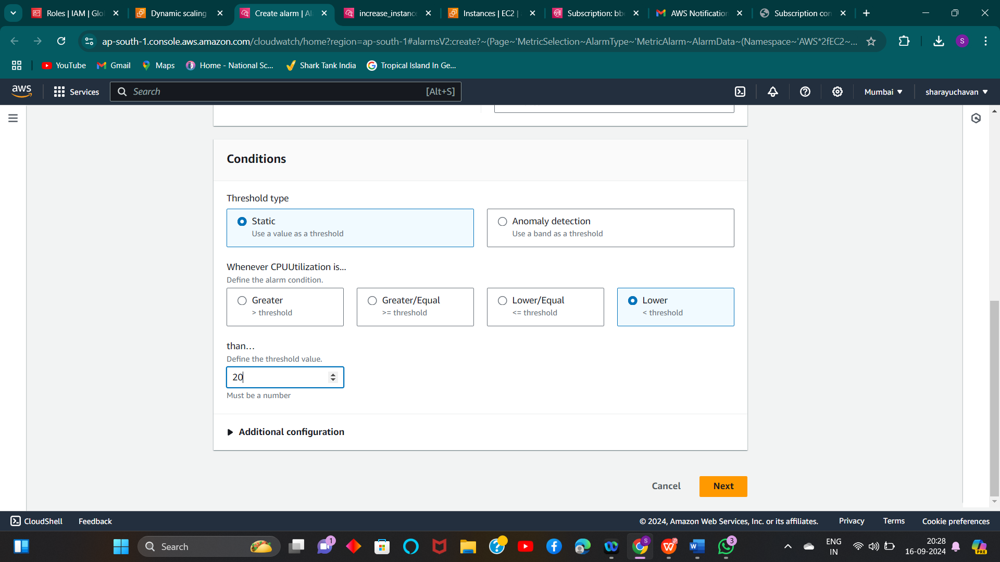 Roles | IAM | Glo
Dynamic scaling
Create alarm | Al
increase_instance
Instances | EC2 |
Subscription: bb
AWS Notification
Subscription con
ap-south-1.console.aws.amazon.com/cloudwatch/home?region=ap-south-1#alarmsV2:create?~(Page~'MetricSelection~AlarmType~'MetricAlarm~AlarmData~(Namespace~'AWS*2fEC2~...
S
YouTube
Gmail
Maps
Home - National Sc...
Shark Tank India
Tropical Island In Ge...
aws
Services
Search
[Alt+S]
Mumbai
sharayuchavan
Conditions
Threshold type
Static
Use a value as a threshold
Anomaly detection
Use a band as a threshold
Whenever CPUUtilization is...
Define the alarm condition.
Greater
> threshold
Greater/Equal
>= threshold
Lower/Equal
<= threshold
Lower
< threshold
than...
Define the threshold value.
20
Must be a number
Additional configuration
Cancel
Next
CloudShell
Feedback
© 2024, Amazon Web Services, Inc. or its affiliates.
Privacy
Terms
Cookie preferences
Search
1
S
W
3
ENG
IN
20:28
16-09-2024
PRE